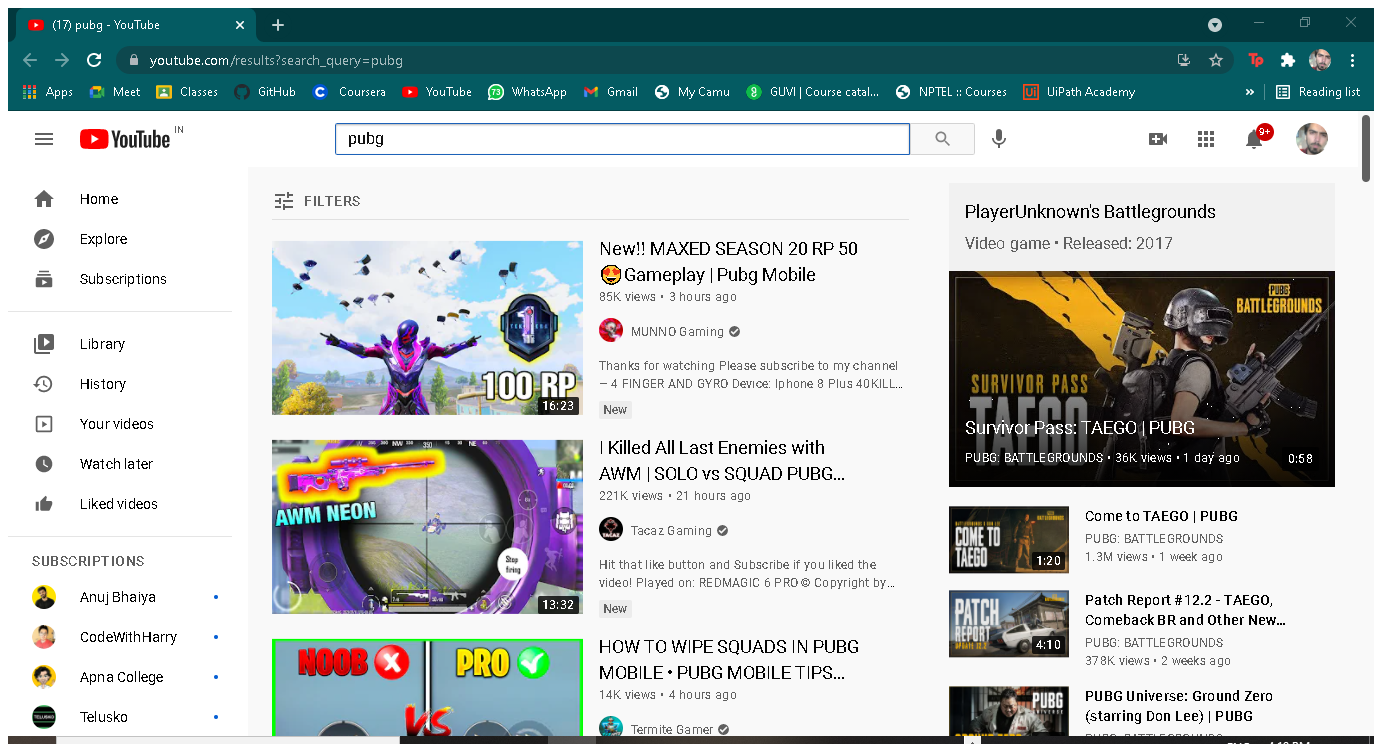 (17) pubg - YouTube
youtube.com/results?search_query=pubg
Tp
Apps Meet Classes GitHub Coursera YouTube 73 WhatsApp Gmail My Camu GUVI | Course catal... NPTEL :: Courses Ui UiPath Academy » Reading list
YouTube IN
pubg
9+
Home
Explore
Subscriptions
Library
History
Your videos
Watch later
Liked videos
SUBSCRIPTIONS
Anuj Bhaiya
CodeWithHarry
Apna College
Telusko
FILTERS
100 RP
16:23
New!! MAXED SEASON 20 RP 50
😍Gameplay | Pubg Mobile
85K views • 3 hours ago
MUNNO Gaming
Thanks for watching Please subscribe to my channel
– 4 FINGER AND GYRO Device: Iphone 8 Plus 40KILL...
New
AWM NEON
Stop
firing
13:32
I Killed All Last Enemies with
AWM | SOLO vs SQUAD PUBG...
221K views • 21 hours ago
Tacaz Gaming
Hit that like button and Subscribe if you liked the
video! Played on: REDMAGIC 6 PRO © Copyright by...
New
NOOB PRO
VS
HOW TO WIPE SQUADS IN PUBG
MOBILE • PUBG MOBILE TIPS...
14K views • 4 hours ago
Termite Gamer
PlayerUnknown's Battlegrounds
Video game • Released: 2017
PUBG
BATTLEGROUNDS
SURVIVOR PASS
TAEGO
Survivor Pass: TAEGO | PUBG
PUBG: BATTLEGROUNDS • 36K views • 1 day ago
0:58
COME TO
TAEGO
1:20
Come to TAEGO | PUBG
PUBG: BATTLEGROUNDS
1.3M views • 1 week ago
PATCH
REPORT
UPDATE 12.2
4:10
Patch Report #12.2 - TAEGO,
Comeback BR and Other New...
PUBG: BATTLEGROUNDS
378K views • 2 weeks ago
PUBG
UNIVERSE
PUBG Universe: Ground Zero
(starring Don Lee) | PUBG